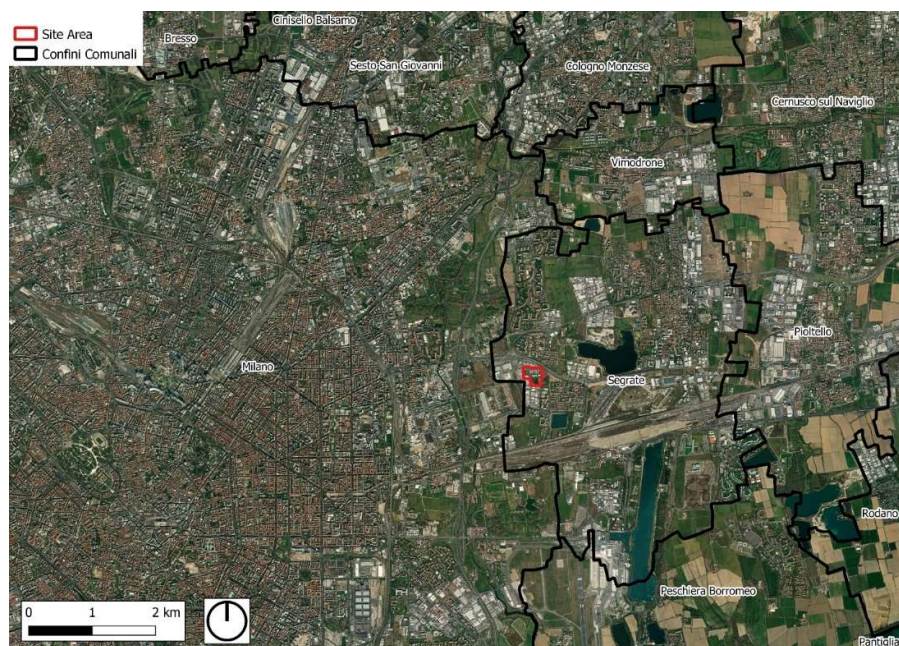 Site Area
Confini Comunali
Cinisello Balsamo
Bresso
Sesto San Giovanni
Cologno Monzese
Cernusco sul Naviglio
Vimodrone
Pioltello
Milano
Segrate
Rodano
Peschiera Borromeo
0 1 2 km
Pantiglia